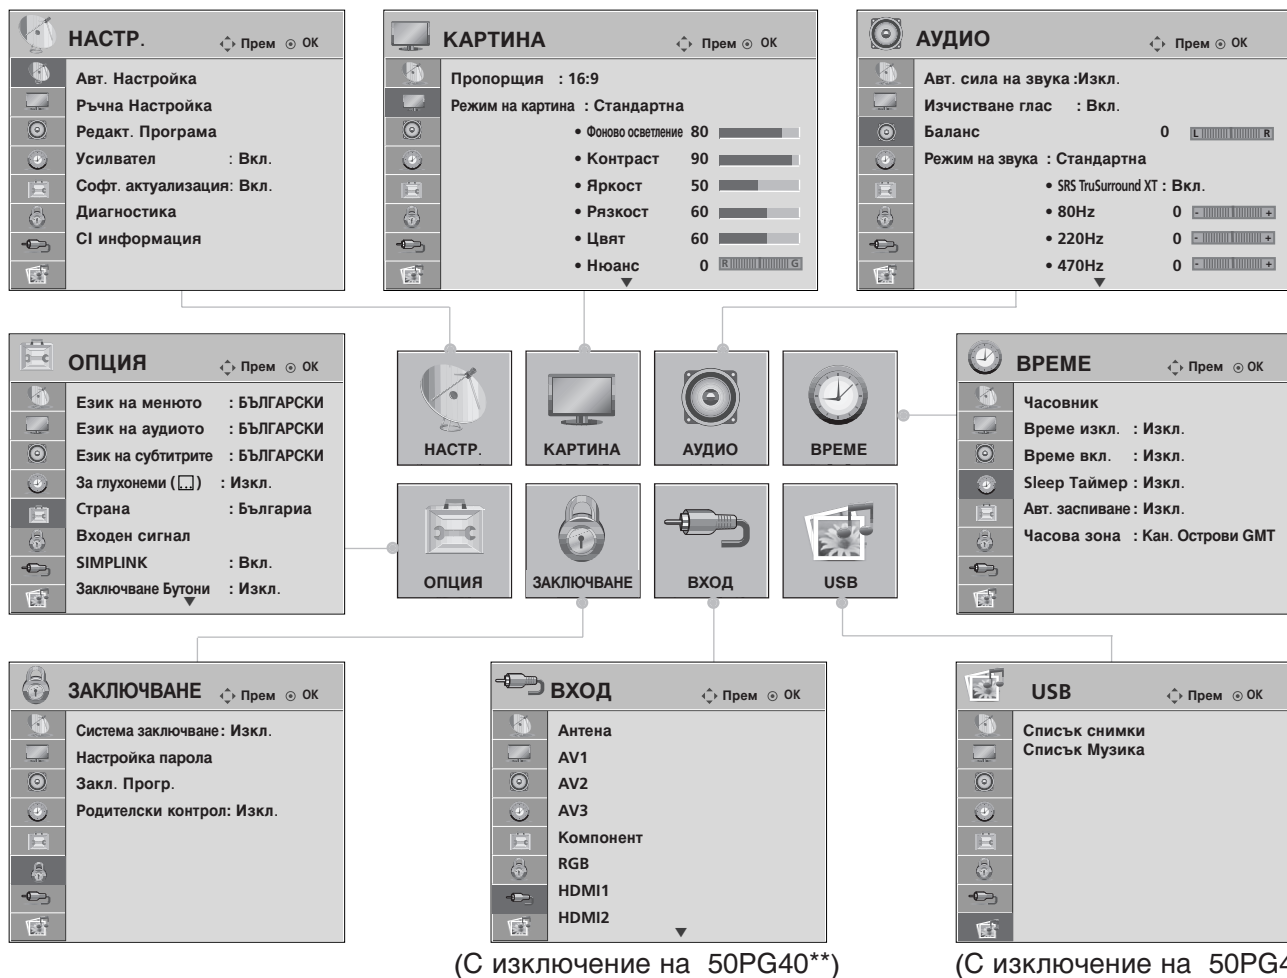 НАСТР. Прем OK
Авт. Настройка
Ръчна Настройка
Редакт. Програма
Усилвател : Вкл.
Софт. актуализация: Вкл.
Диагностика
CI информация
КАРТИНА Прем OK
Пропорщия : 16:9
Режим на картина : Стандартна
• Фоново осветление 80
• Контраст 90
• Яркост 50
• Рязкост 60
• Цвят 60
• Нюанс 0 R G
АУДИО Прем OK
Авт. сила на звука :Изкл.
Изчистване глас : Вкл.
Баланс 0 L R
Режим на звука : Стандартна
• SRS TruSurround XT : Вкл.
• 80Hz 0 - +
• 220Hz 0 - +
• 470Hz 0 - +
ОПЦИЯ Прем OK
Език на менюто : БЪЛГАРСКИ
Език на аудиото : БЪЛГАРСКИ
Език на субтитрите : БЪЛГАРСКИ
За глухонеми ( ) : Изкл.
Страна : Българиа
Входен сигнал
SIMPLINK : Вкл.
Заключване Бутони : Изкл.
НАСТР.
КАРТИНА
АУДИО
ВРЕМЕ
ОПЦИЯ
ЗАКЛЮЧВАНЕ
ВХОД
USB
ВРЕМЕ Прем OK
Часовник
Време изкл. : Изкл.
Време вкл. : Изкл.
Sleep Таймер : Изкл.
Авт. заспиване : Изкл.
Часова зона : Кан. Острови GMT
ЗАКЛЮЧВАНЕ Прем OK
Система заключване: Изкл.
Настройка парола
Закл. Прогр.
Родителски контрол: Изкл.
ВХОД Прем OK
Антена
AV1
AV2
AV3
Компонент
RGB
HDMI1
HDMI2
(С изключение на 50PG40**)
USB Прем OK
Списък снимки
Списък Музика
(С изключение на 50PG4